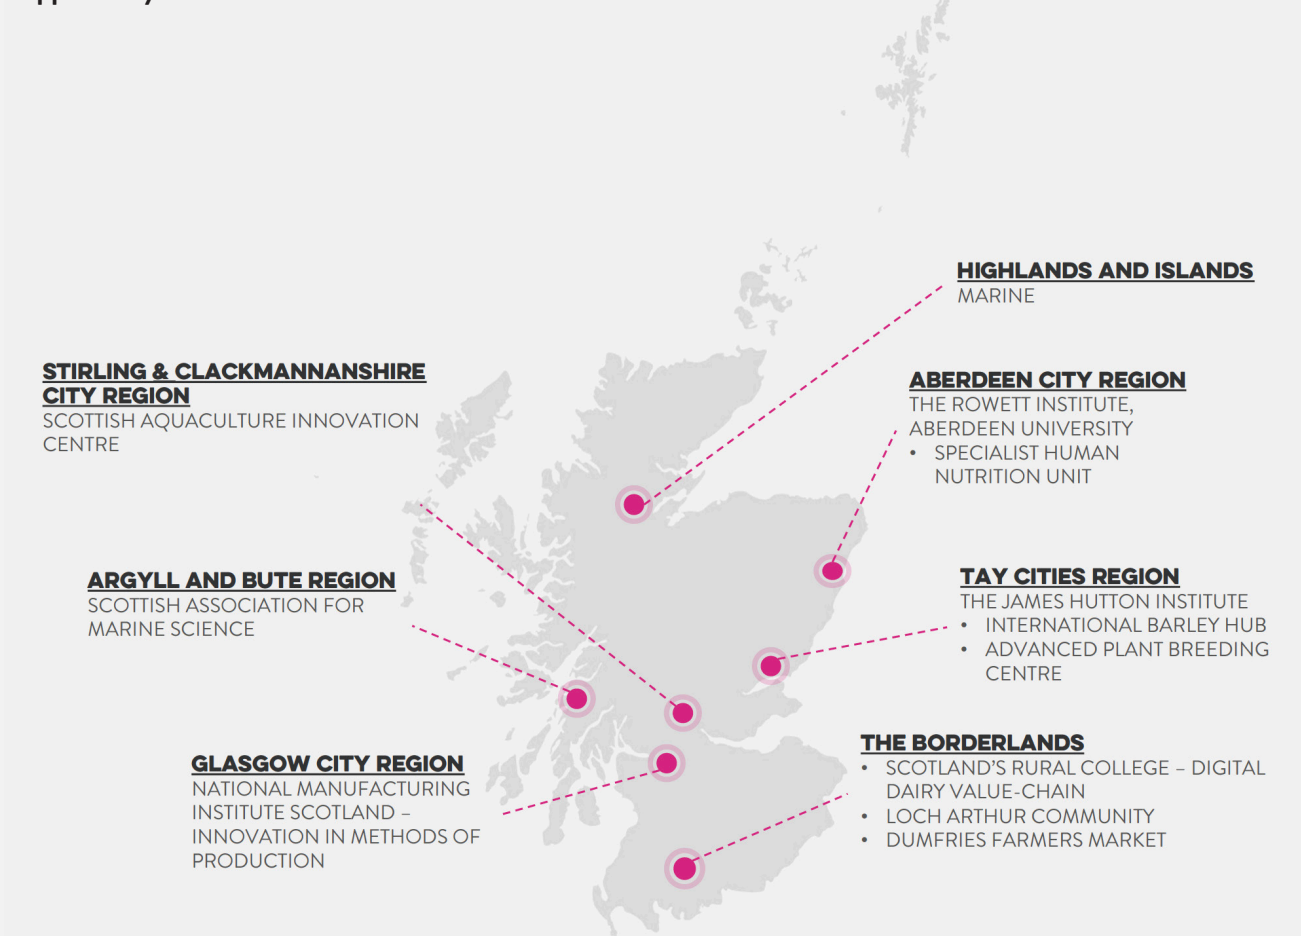 HIGHLANDS AND ISLANDS
MARINE
STIRLING & CLACKMANNANSHIRE
CITY REGION
SCOTTISH AQUACULTURE INNOVATION
CENTRE
ABERDEEN CITY REGION
THE ROWETT INSTITUTE,
ABERDEEN UNIVERSITY
• SPECIALIST HUMAN
NUTRITION UNIT
ARGYLL AND BUTE REGION
SCOTTISH ASSOCIATION FOR
MARINE SCIENCE
TAY CITIES REGION
THE JAMES HUTTON INSTITUTE
• INTERNATIONAL BARLEY HUB
• ADVANCED PLANT BREEDING
CENTRE
GLASGOW CITY REGION
NATIONAL MANUFACTURING
INSTITUTE SCOTLAND –
INNOVATION IN METHODS OF
PRODUCTION
THE BORDERLANDS
• SCOTLAND’S RURAL COLLEGE – DIGITAL
DAIRY VALUE-CHAIN
• LOCH ARTHUR COMMUNITY
• DUMFRIES FARMERS MARKET